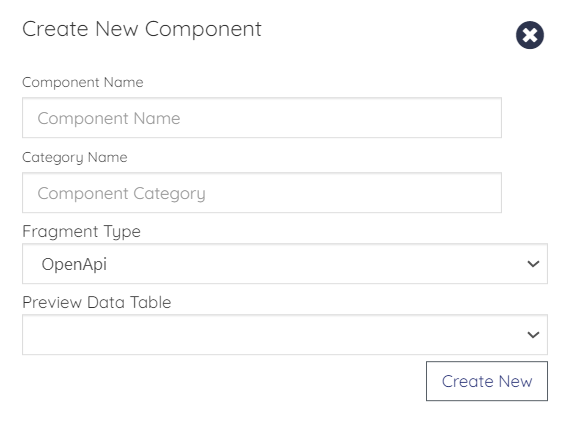 Create New Component
Component Name
Component Name
Category Name
Component Category
Fragment Type
OpenApi
Preview Data Table
Create New